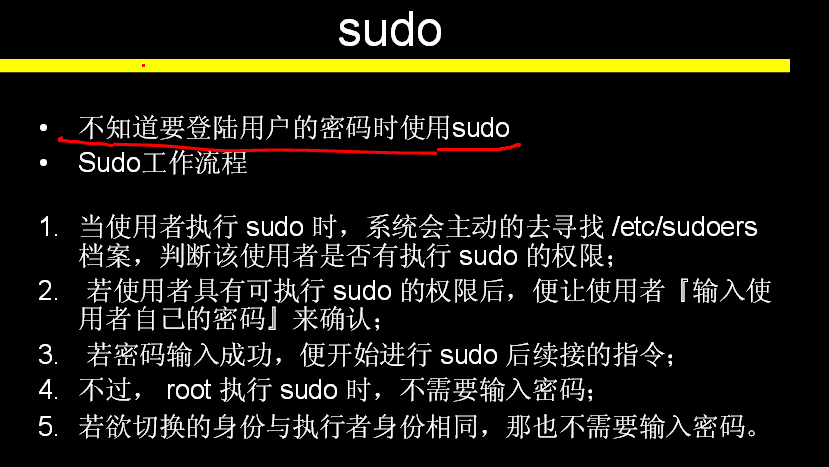 sudo
• 不知道要登陆用户的密码时使用sudo
• Sudo工作流程
1. 当使用者执行 sudo 时，系统会主动的去寻找 /etc/sudoers
档案，判断该使用者是否有执行 sudo 的权限；
2. 若使用者具有可执行 sudo 的权限后，便让使用者『输入使
用者自己的密码』来确认；
3. 若密码输入成功，便开始进行 sudo 后续接的指令；
4. 不过， root 执行 sudo 时，不需要输入密码；
5. 若欲切换的身份与执行者身份相同，那也不需要输入密码。